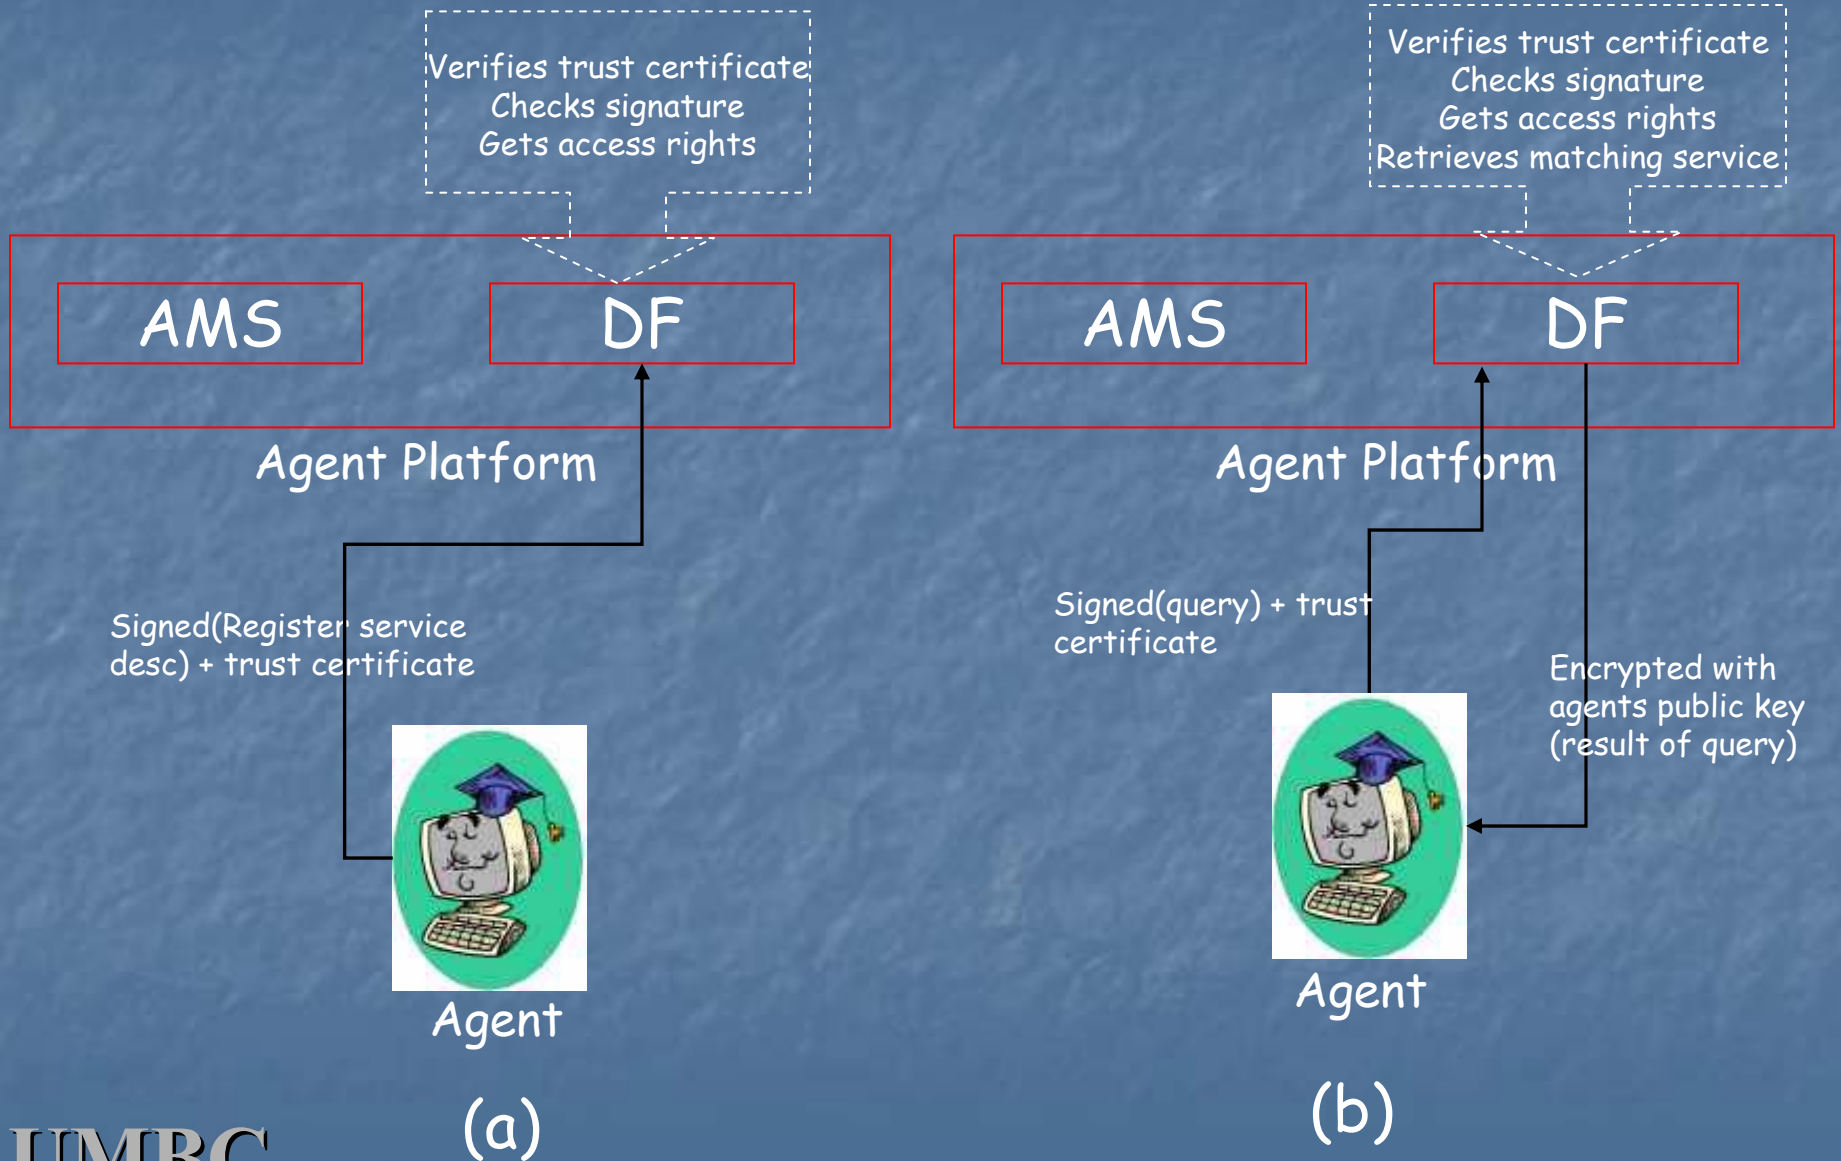 Verifies trust certificate
Checks signature
Gets access rights
AMS
DF
Agent Platform
Signed(Register service
desc) + trust certificate
Agent
(a)
Verifies trust certificate
Checks signature
Gets access rights
Retrieves matching service
AMS
DF
Agent Platform
Signed(query) + trust
certificate
Encrypted with
agents public key
(result of query)
Agent
(b)
UMBC